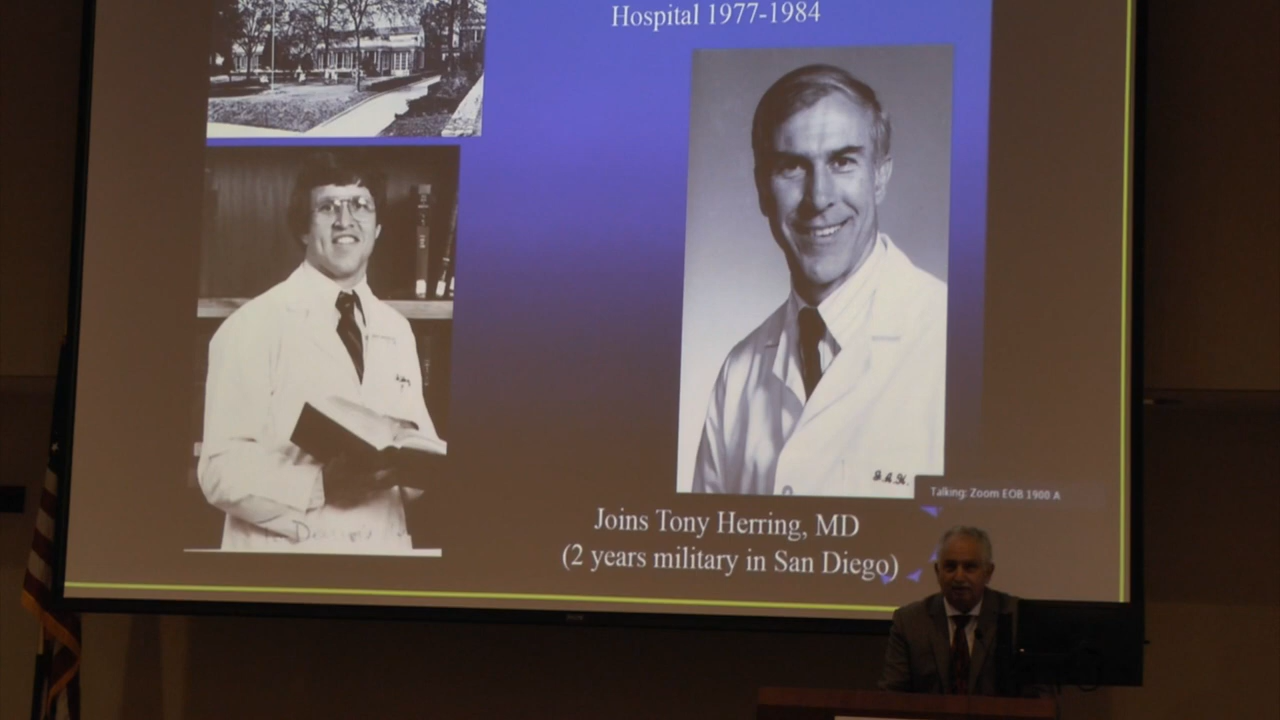 Hospital 1977-1984
Talking: Zoom EOB 1900 A
Joins Tony Herring, MD
(2 years military in San Diego)